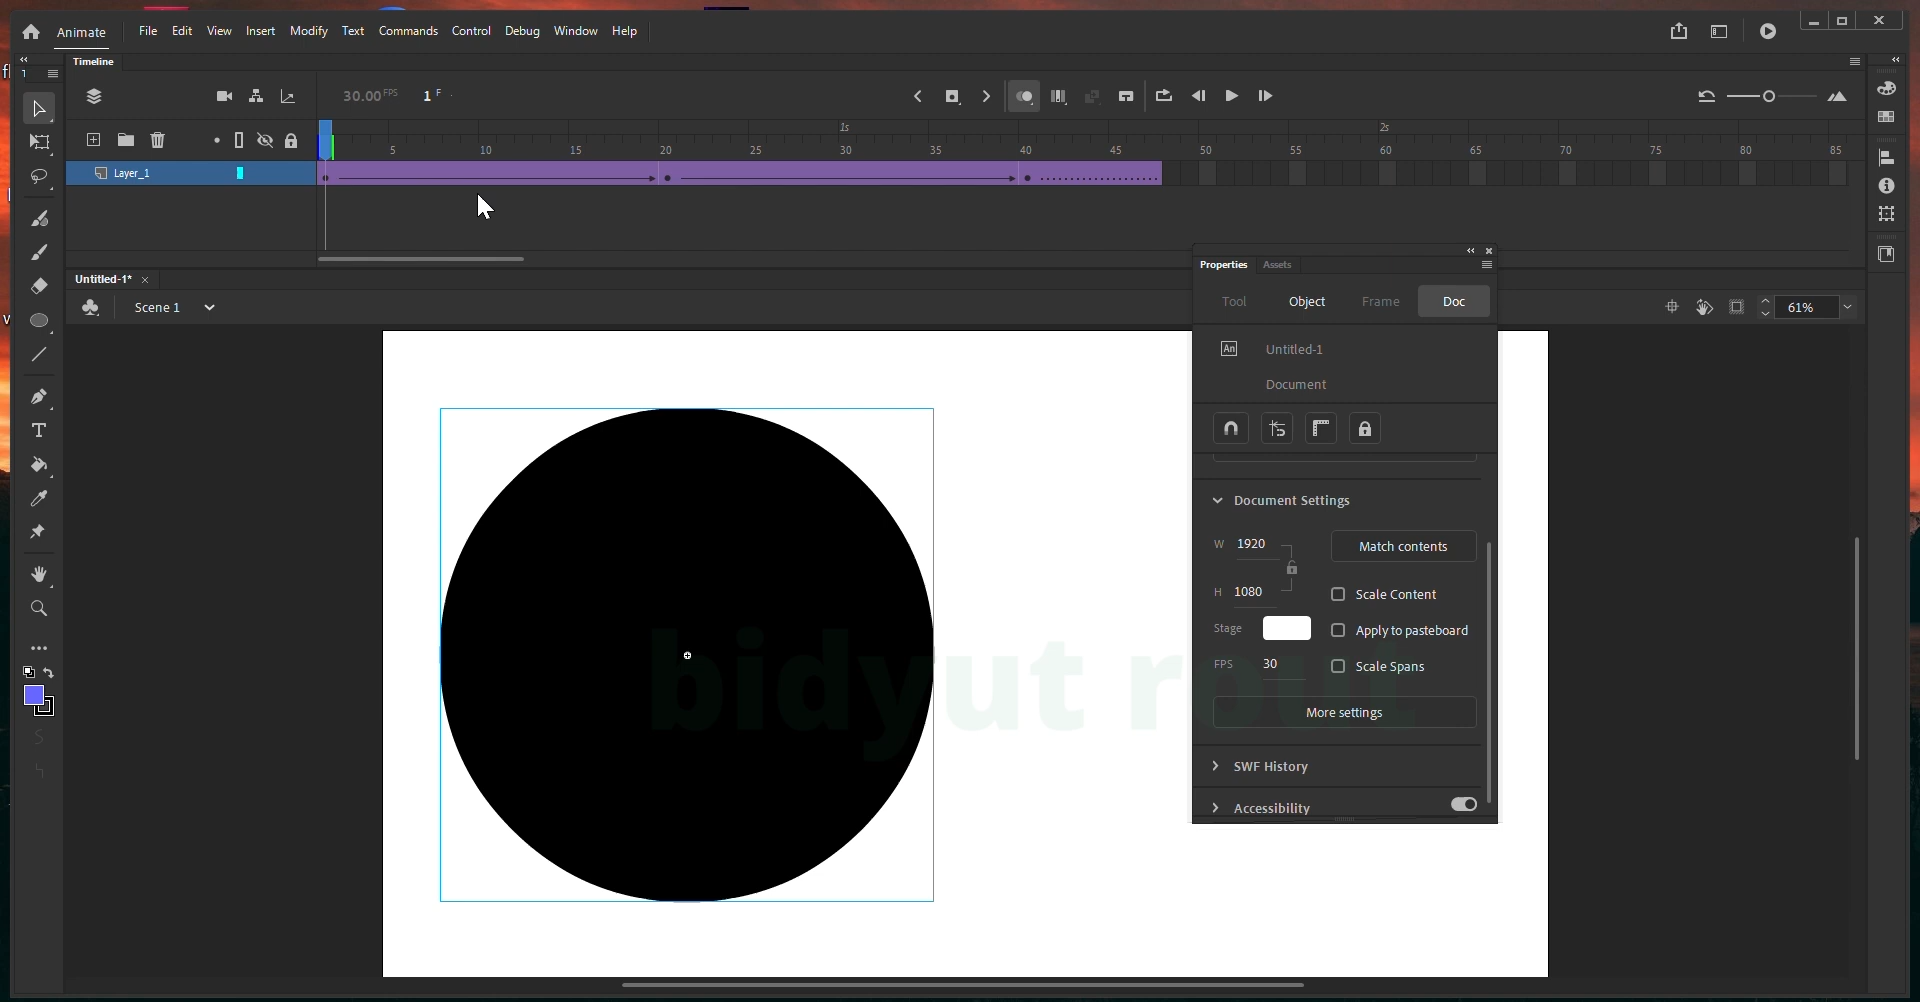 Animate File Edit View Insert Modify Text Commands Control Debug Window Help
1 Timeline
30.00 FPS 1 F
1s 2s
5 10 15 20 25 30 35 40 45 50 55 60 65 70 75 80 85
Layer_1
Untitled-1*
Scene 1
61%
Properties Assets
Tool Object Frame Doc
An Untitled-1
Document
Document Settings
W 1920 Match contents
H 1080 Scale Content
Stage Apply to pasteboard
FPS 30 Scale Spans
More settings
SWF History
Accessibility
bidyut rout